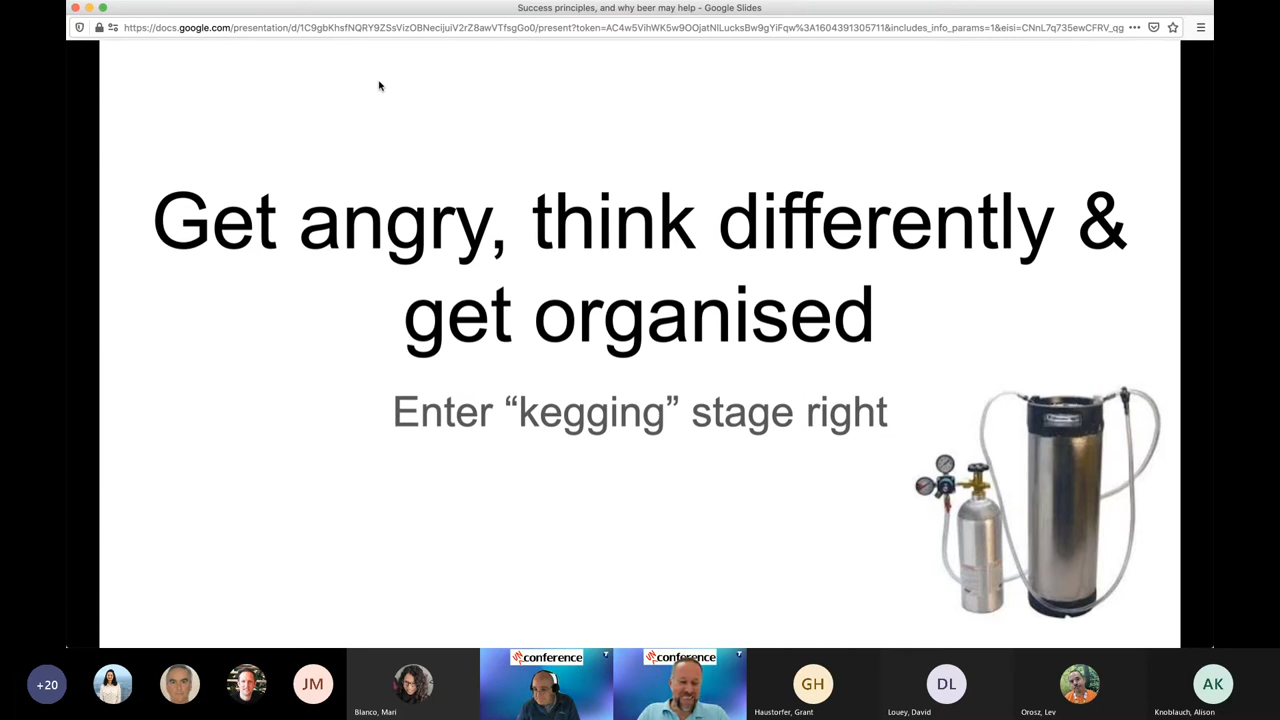 Success principles, and why beer may help - Google Slides
https://docs.google.com/presentation/d/1C9gbKhsfNQRY9ZSsVizOBNecijuiV2rZ8awVTfsgGo0/present?token=AC4w5VihWK5w9OOjatNlLucksBw9gYiFqw%3A1604391305711&includes_info_params=1&eisi=CNnL7q735ewCFRV_qg
Get angry, think differently &
get organised
Enter “kegging” stage right
+20
JM
Blanco, Mari
conference
conference
GH
Haustorfer, Grant
DL
Louey, David
Orosz, Lev
AK
Knoblauch, Alison